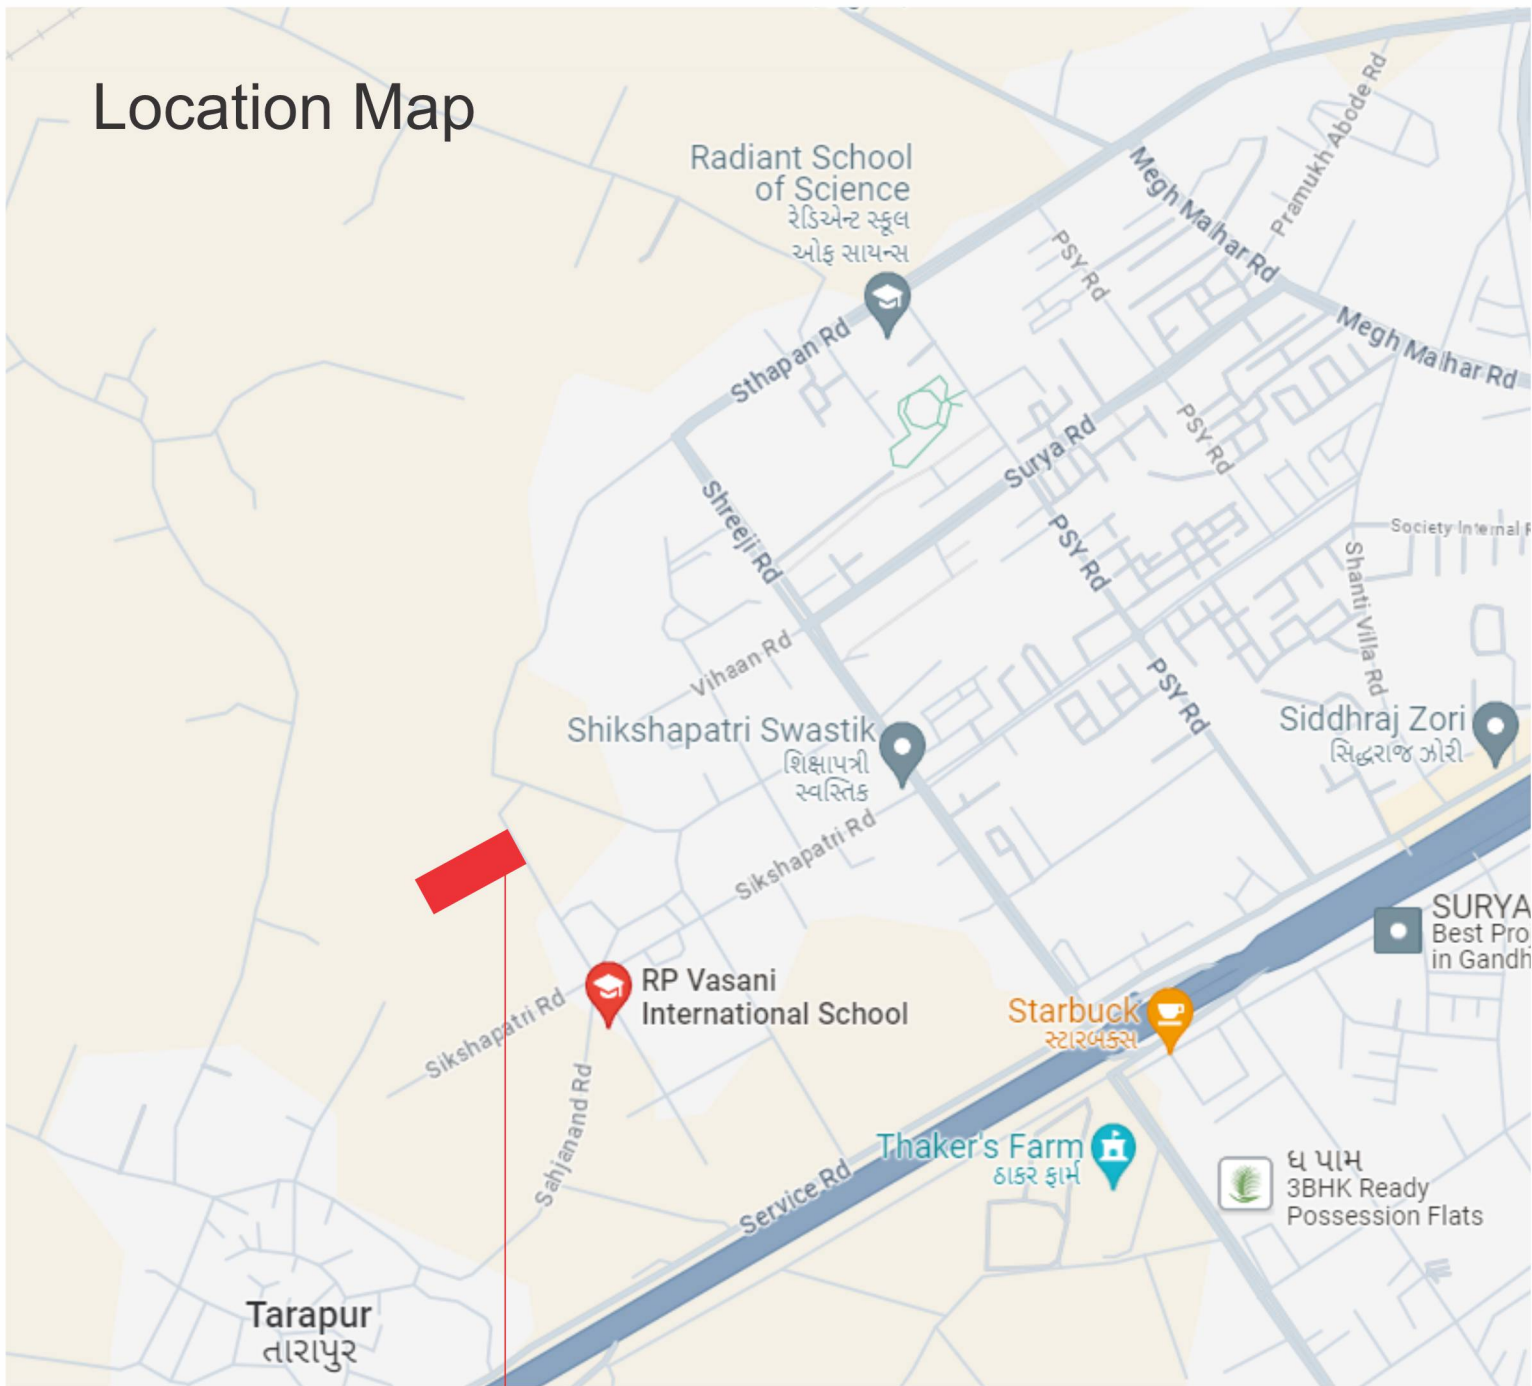 Location Map
Radiant School
of Science
રેડિએન્ટ સ્કૂલ
ઓફ સાયન્સ
Megh Malhar Rd
Pramukh Abode Rd
PSY Rd
Megh Malhar Rd
Sthapan Rd
Surya Rd
PSY Rd
Shreeji Rd
PSY Rd
Society Internal
Shanti Villa Rd
Vihaan Rd
PSY Rd
Shikshapatri Swastik
શિક્ષાપત્રી
સ્વસ્તિક
Siddhraj Zori
સિદ્ધરાજ ઝોરી
Sikshapatri Rd
SURYA
Best Pro
in Gandh
RP Vasani
International School
Sikshapatri Rd
Starbuck
સ્ટારબક્સ
Sahjanand Rd
Thaker's Farm
ઠાકર ફાર્મ
ધ પામ
3BHK Ready
Possession Flats
Service Rd
Tarapur
તારાપુર